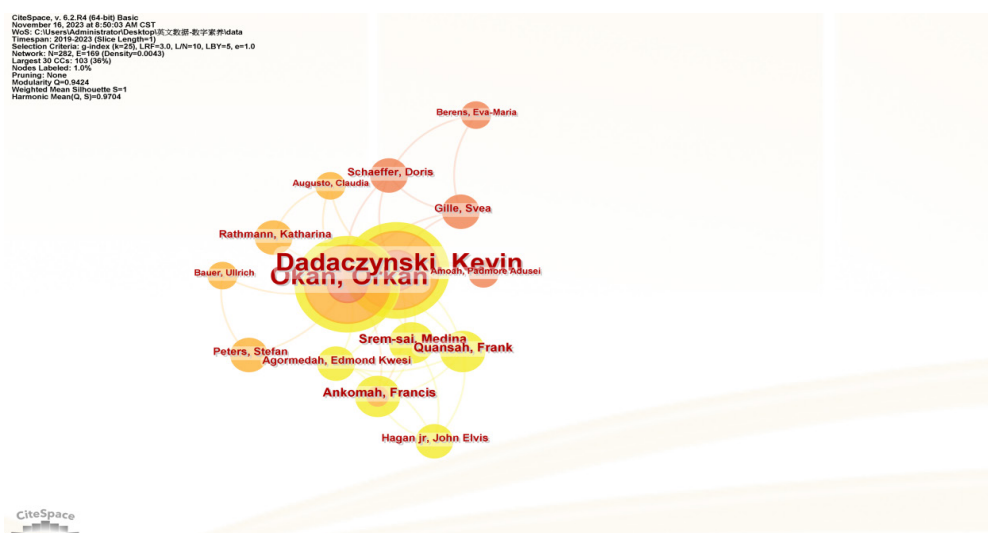 CiteSpace, v. 6.2.R4 (64-bit) Basic
November 16, 2023 at 8:50:03 AM CST
WoS: C:\Users\Administrator\Desktop\英文数据-数字素养\data
Timespan: 2019-2023 (Slice Length=1)
Selection Criteria: g-index (k=25), LRF=3.0, L/N=10, LBY=5, e=1.0
Network: N=282, E=169 (Density=0.0043)
Largest 30 CCs: 103 (36%)
Nodes Labeled: 1.0%
Pruning: None
Modularity Q=0.9424
Weighted Mean Silhouette S=1
Harmonic Mean(Q, S)=0.9704
Berens, Eva-Maria
Schaeffer, Doris
Augusto, Claudia
Gille, Svea
Rathmann, Katharina
Dadaczynski, Kevin
Bauer, Ullrich
Amoah, Padmore Adusei
Okan, Orkan
Srem-sai, Medina
Quansah, Frank
Peters, Stefan
Agormedah, Edmond Kwesi
Ankomah, Francis
Hagan jr, John Elvis
CiteSpace